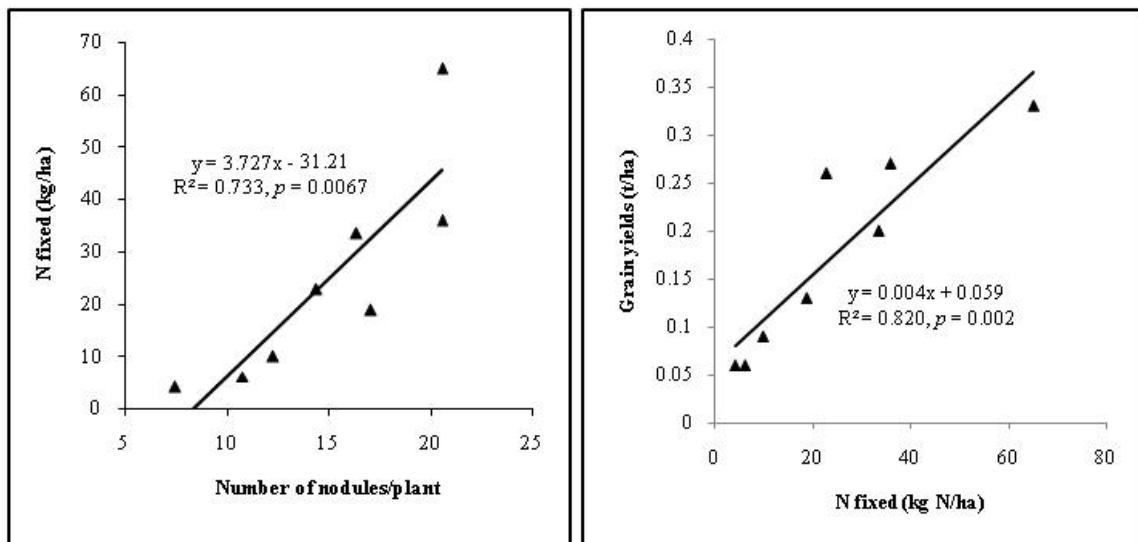 70
60
50
40
30
20
10
0
N fixed (kg/ha)
y = 3.727x - 31.21
R² = 0.733, p = 0.0067
5 10 15 20 25
Number of nodules/plant
0.4
0.35
0.3
0.25
0.2
0.15
0.1
0.05
0
Grain yields (t/ha)
y = 0.004x + 0.059
R² = 0.820, p = 0.002
0 20 40 60 80
N fixed (kg N/ha)